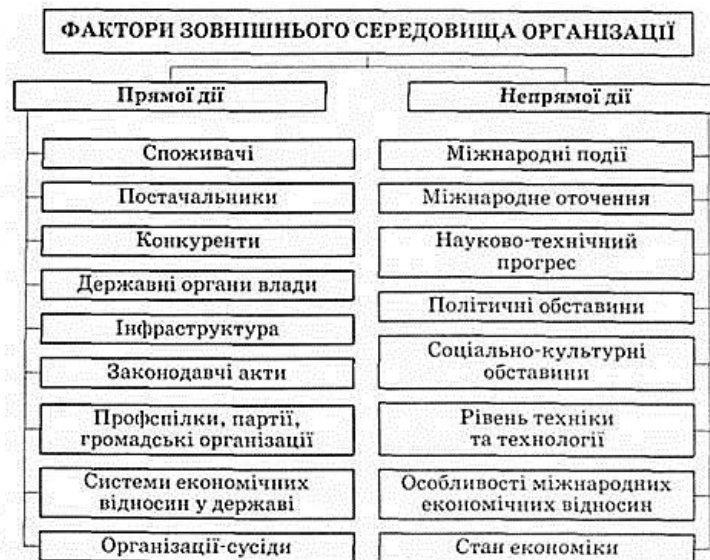 ФАКТОРИ ЗОВНІШНЬОГО СЕРЕДОВИЩА ОРГАНІЗАЦІЇ
Прямої дії
Споживачі
Постачальники
Конкуренти
Державні органи влади
Інфраструктура
Законодавчі акти
Профспілки, партії,
громадські організації
Системи економічних
відносин у державі
Організації-сусіди
Непрямої дії
Міжнародні події
Міжнародне оточення
Науково-технічний
прогрес
Політичні обставини
Соціально-культурні
обставини
Рівень техніки
та технології
Особливості міжнародних
економічних відносин
Стан економіки